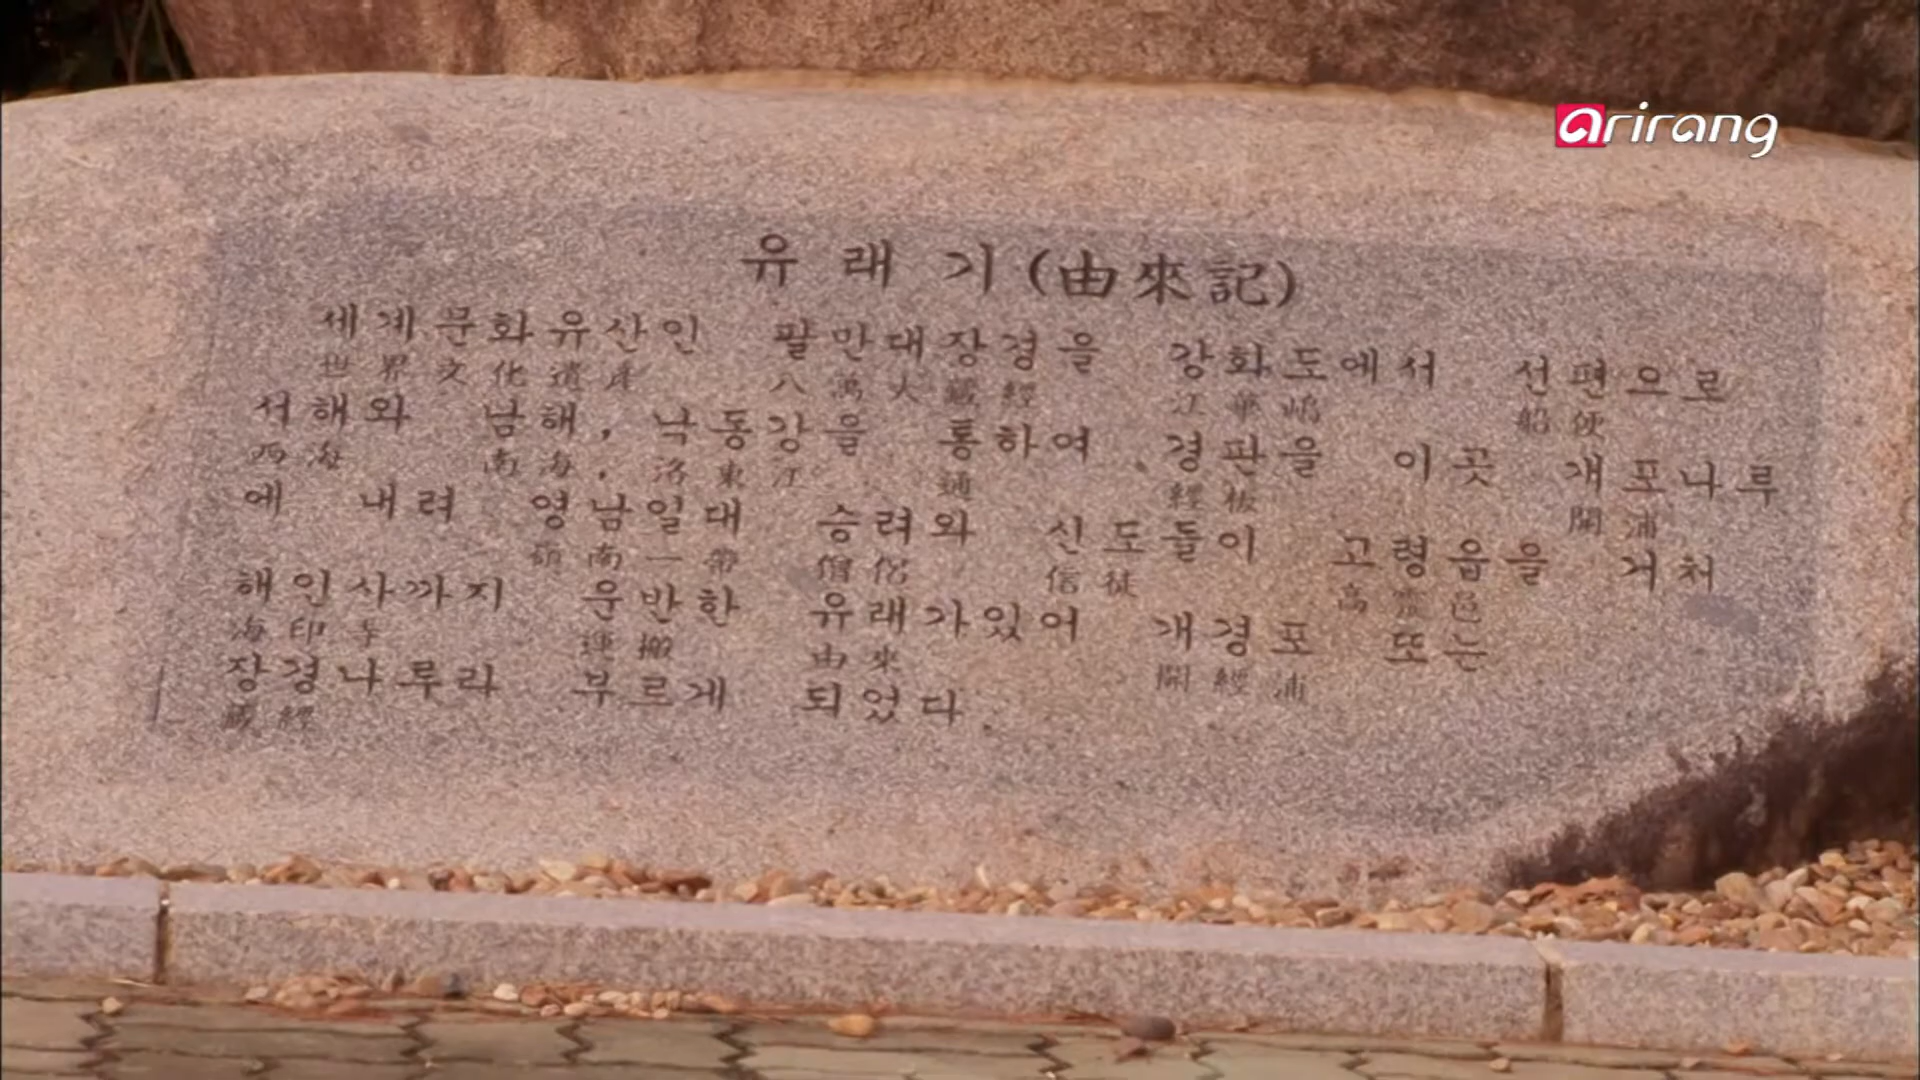 arirang
유래기(由來記)
세계문화유산인 팔만대장경을 강화도에서 선편으로
世界文化遺産 八萬大藏經 江華嶋 船便
서해와 남해, 낙동강을 통하여 경판을 이곳 개포나루
西海 南海, 洛東江 通 經板 開浦
에 내려 영남일대 승려와 신도들이 고령읍을 거쳐
嶺南一帶 僧侶 信徒 高靈邑
해인사까지 운반한 유래가있어 개경포 또는
海印寺 運搬 由來 開經浦
장경나루라 부르게 되었다.
藏經